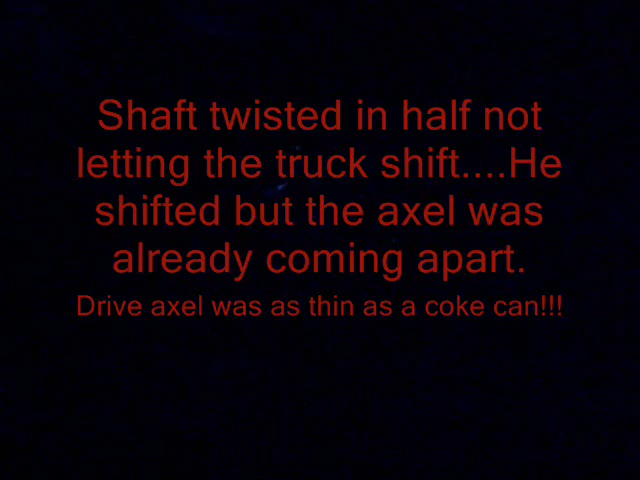 Shaft twisted in half not
letting the truck shift....He
shifted but the axel was
already coming apart.
Drive axel was as thin as a coke can!!!